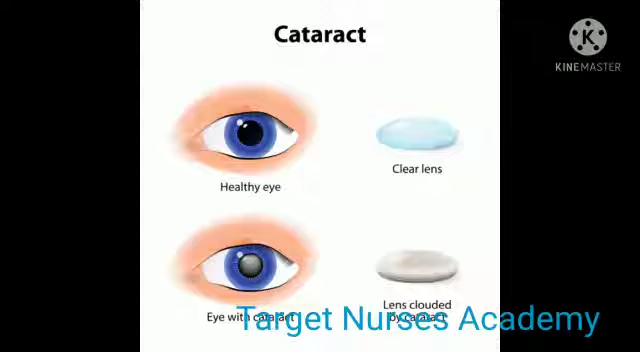 Cataract
KINEMASTER
Healthy eye
Clear lens
Eye with cataract
Lens clouded
by cataract
Target Nurses Academy